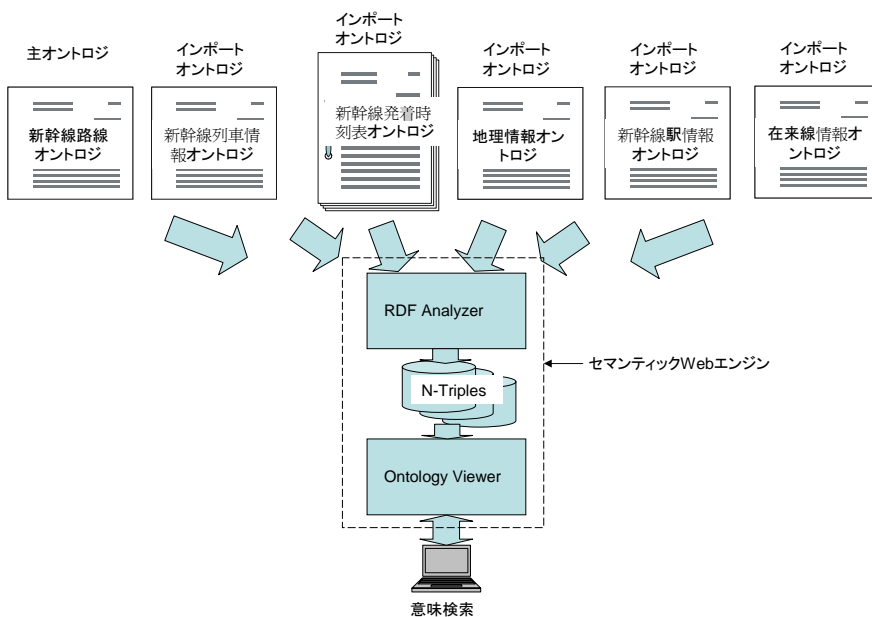 主オントロジ
インポート
オントロジ
インポート
オントロジ
インポート
オントロジ
インポート
オントロジ
インポート
オントロジ
新幹線路線
オントロジ
新幹線列車情
報オントロジ
新幹線発着時
刻表オントロジ
地理情報オン
トロジ
新幹線駅情報
オントロジ
在来線情報オ
ントロジ
RDF Analyzer
N-Triples
Ontology Viewer
セマンティックWebエンジン
意味検索